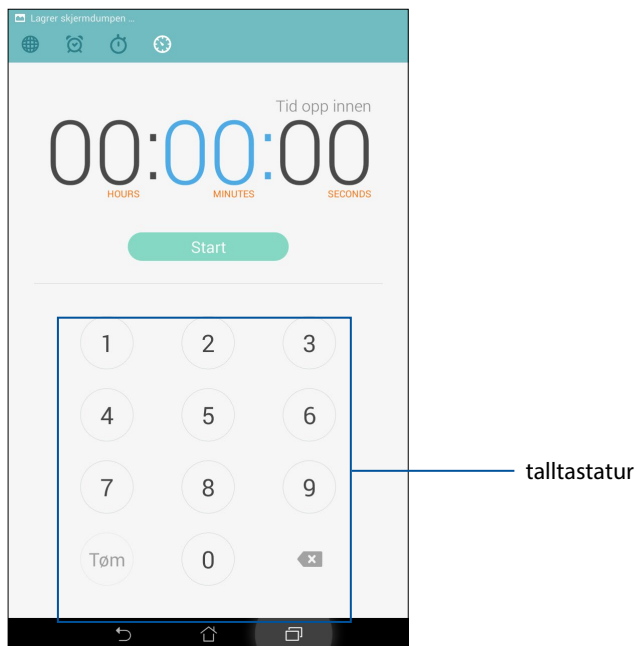 Lagrer skjermdumpen ...
Tid opp innen
00:00:00
HOURS MINUTES SECONDS
Start
1 2 3
4 5 6
7 8 9
talltastatur
Tøm 0